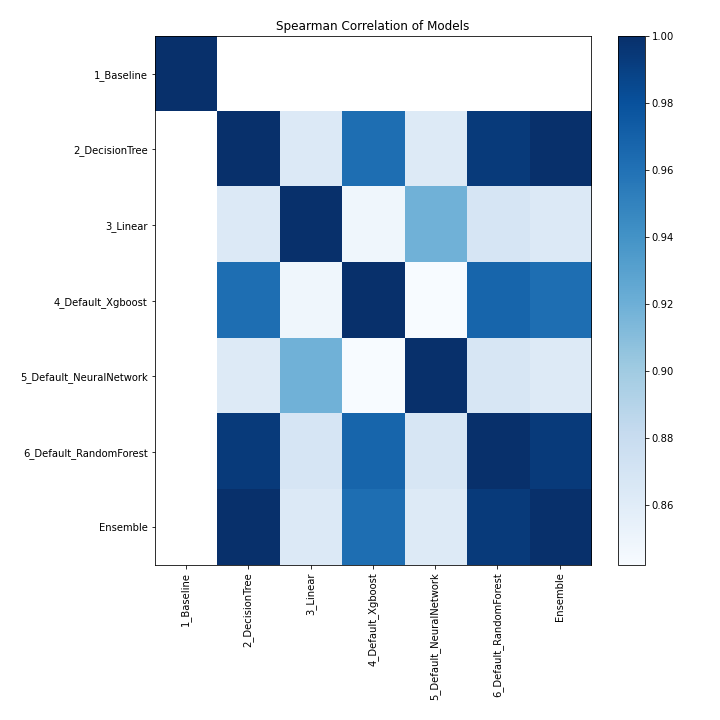 Spearman Correlation of Models
1_Baseline
2_DecisionTree
3_Linear
4_Default_Xgboost
5_Default_NeuralNetwork
6_Default_RandomForest
Ensemble
1_Baseline
2_DecisionTree
3_Linear
4_Default_Xgboost
5_Default_NeuralNetwork
6_Default_RandomForest
Ensemble
1.00
0.98
0.96
0.94
0.92
0.90
0.88
0.86